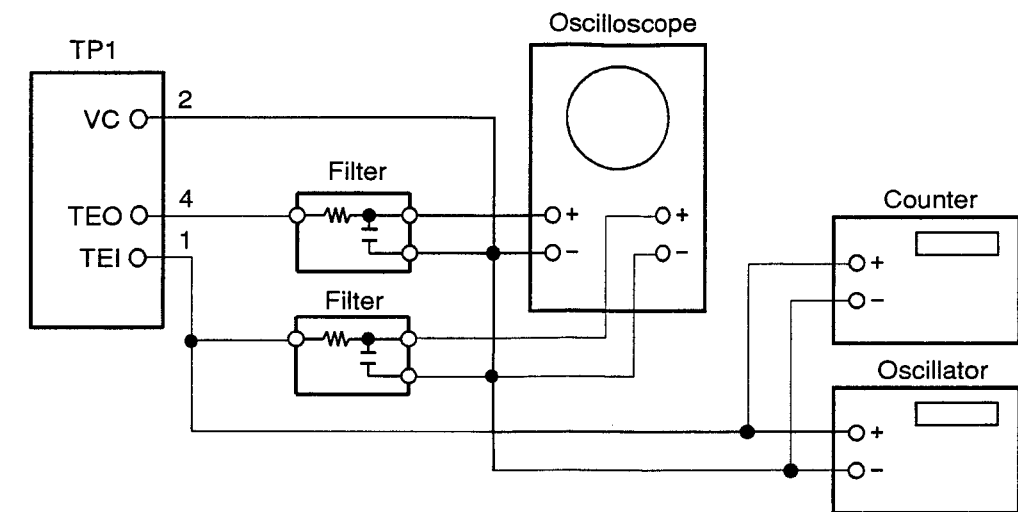 Oscilloscope
TP1
VC 2
Filter
TEO 4
+ +
TEI 1
- -
Counter
+
-
Filter
Oscillator
+
-